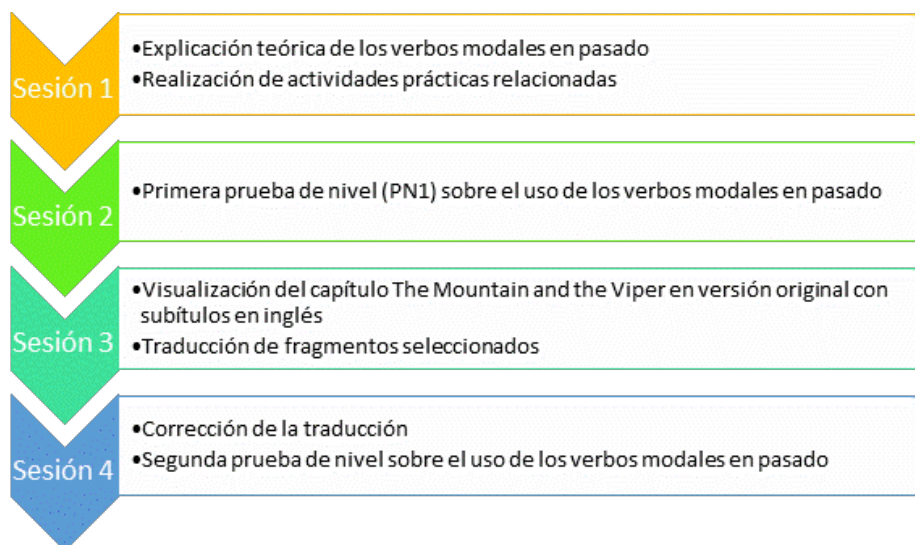 Sesión 1
•Explicación teórica de los verbos modales en pasado
•Realización de actividades prácticas relacionadas
Sesión 2
•Primera prueba de nivel (PN1) sobre el uso de los verbos modales en pasado
Sesión 3
•Visualización del capítulo The Mountain and the Viper en versión original con
subítulos en inglés
•Traducción de fragmentos seleccionados
Sesión 4
•Corrección de la traducción
•Segunda prueba de nivel sobre el uso de los verbos modales en pasado